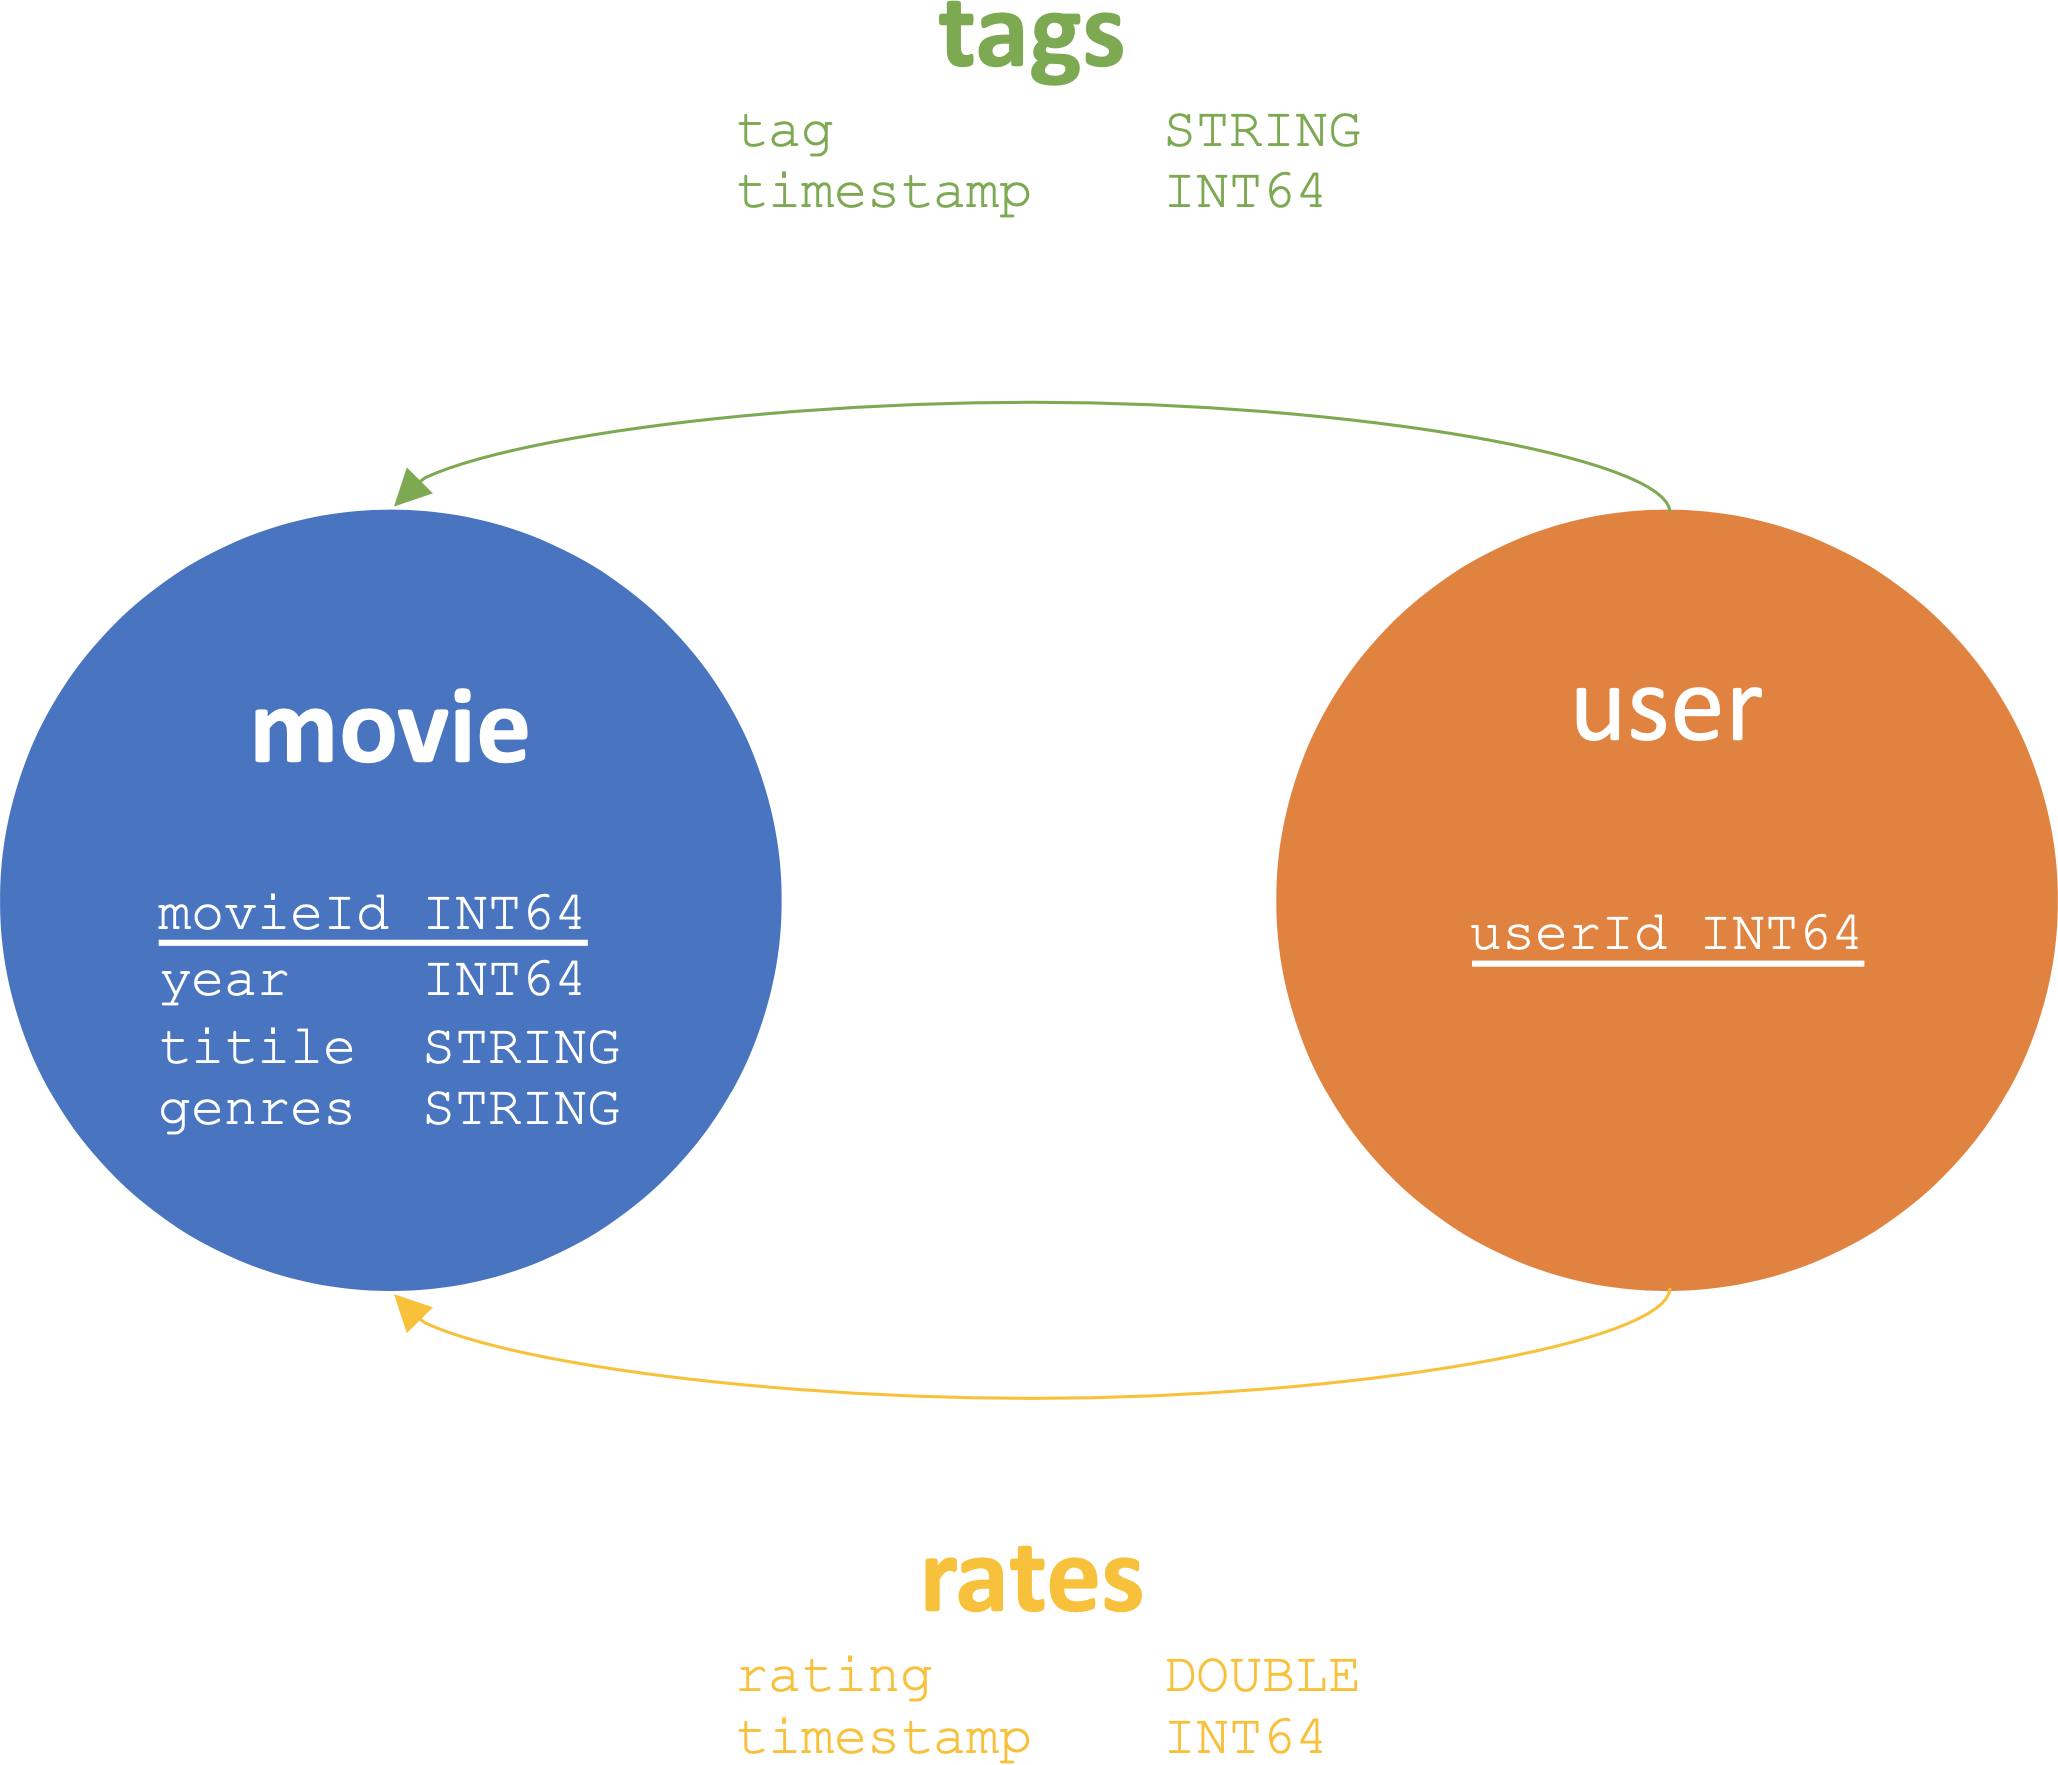 tags
tag STRING
timestamp INT64
movie
movieId INT64
year INT64
titile STRING
genres STRING
user
userId INT64
rates
rating DOUBLE
timestamp INT64